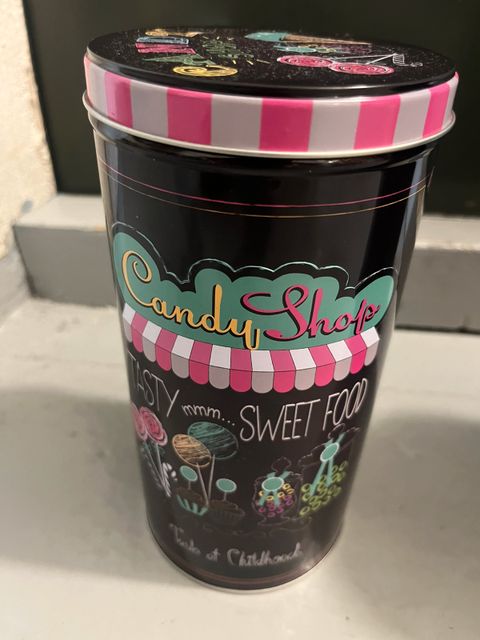 Candy Shop
TASTY mmm... SWEET FOOD
Taste of Childhood